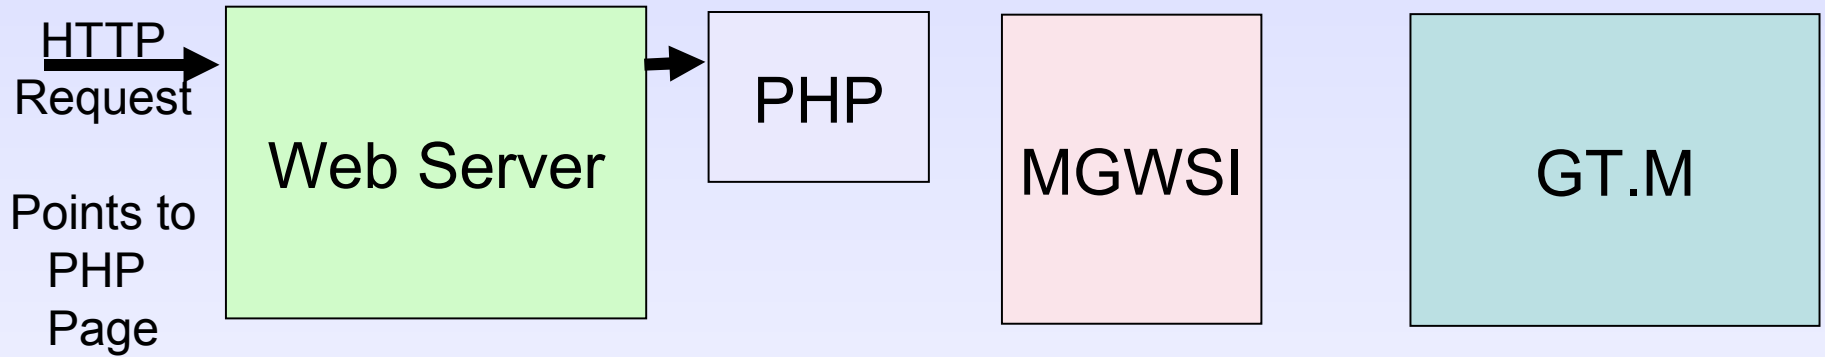 HTTP
Request
Points to
PHP
Page
Web Server
PHP
MGWSI
GT.M